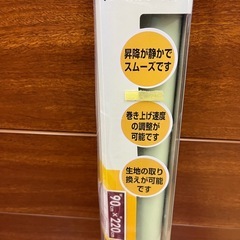 昇降が静かで
スムーズです
巻き上げ速度
の調整が
可能です
生地の取り
換えが可能
です
90cm×220cm